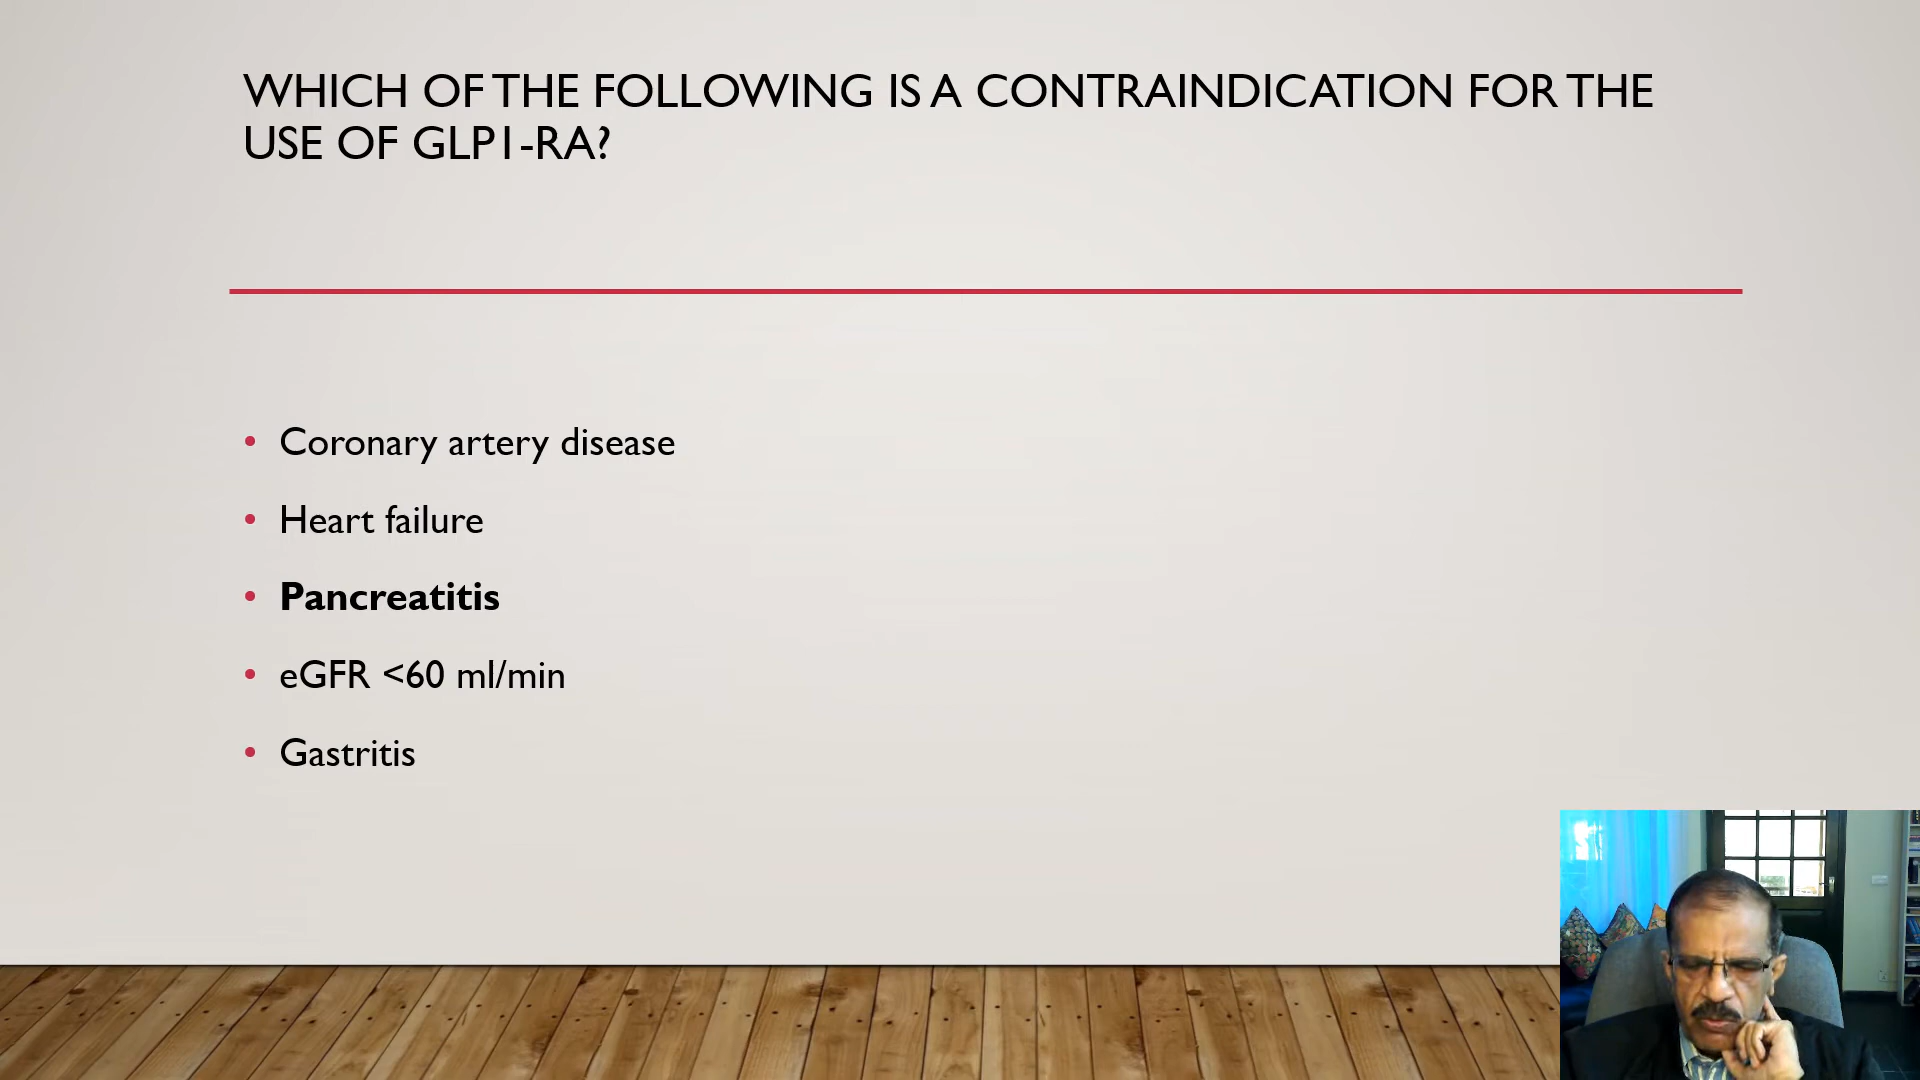 WHICH OF THE FOLLOWING IS A CONTRAINDICATION FOR THE
USE OF GLP1-RA?
• Coronary artery disease
• Heart failure
• Pancreatitis
• eGFR <60 ml/min
• Gastritis